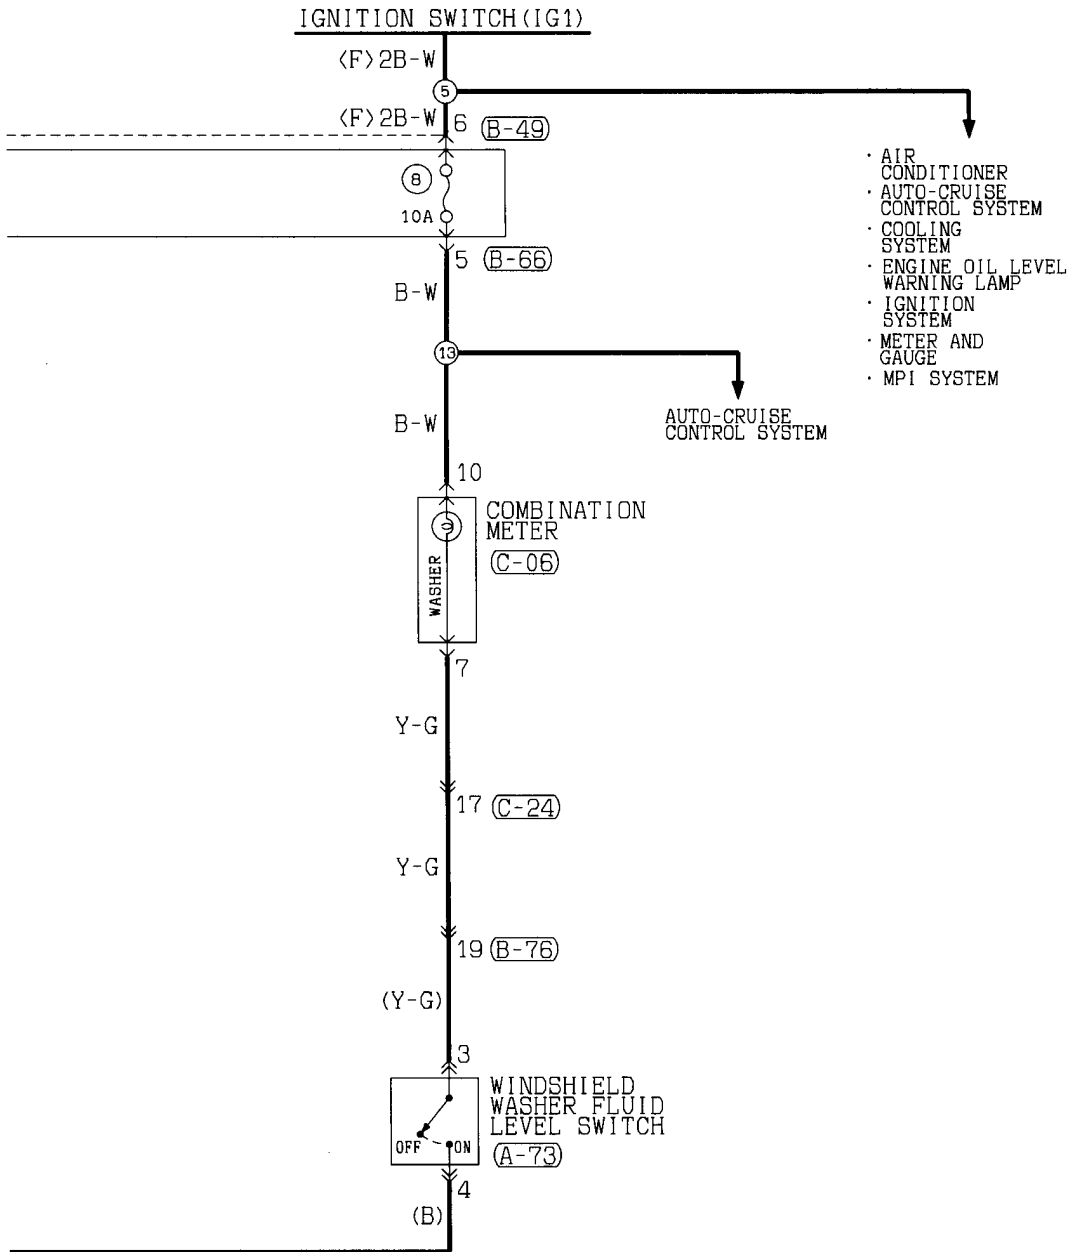 IGNITION SWITCH(IG1)
〈F〉2B-W
5
〈F〉2B-W
6
B-49
8
10A
5
B-66
B-W
13
B-W
· AIR
CONDITIONER
· AUTO-CRUISE
CONTROL SYSTEM
· COOLING
SYSTEM
· ENGINE OIL LEVEL
WARNING LAMP
· IGNITION
SYSTEM
· METER AND
GAUGE
· MPI SYSTEM
AUTO-CRUISE
CONTROL SYSTEM
10
COMBINATION
METER
C-06
WASHER
7
Y-G
17
C-24
Y-G
19
B-76
(Y-G)
3
WINDSHIELD
WASHER FLUID
LEVEL SWITCH
A-73
OFF
ON
4
(B)